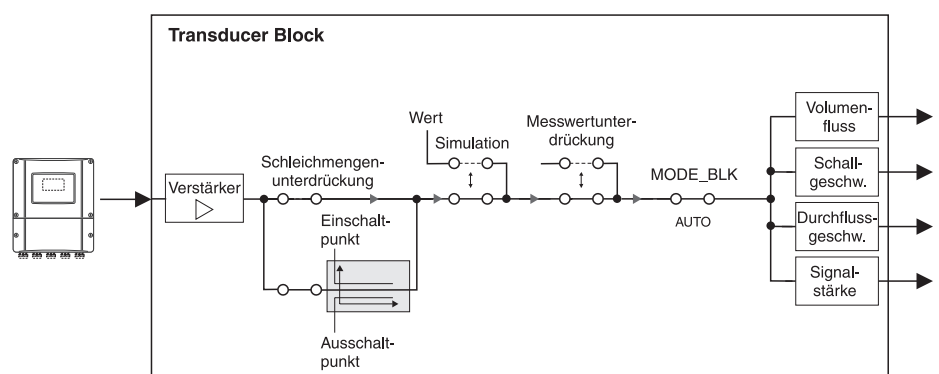 Transducer Block
Verstärker
Schleichmengen-
unterdrückung
Einschalt-
punkt
Ausschalt-
punkt
Wert
Simulation
Messwertunter-
drückung
MODE_BLK
AUTO
Volumen-
fluss
Schall-
geschw.
Durchfluss-
geschw.
Signal-
stärke